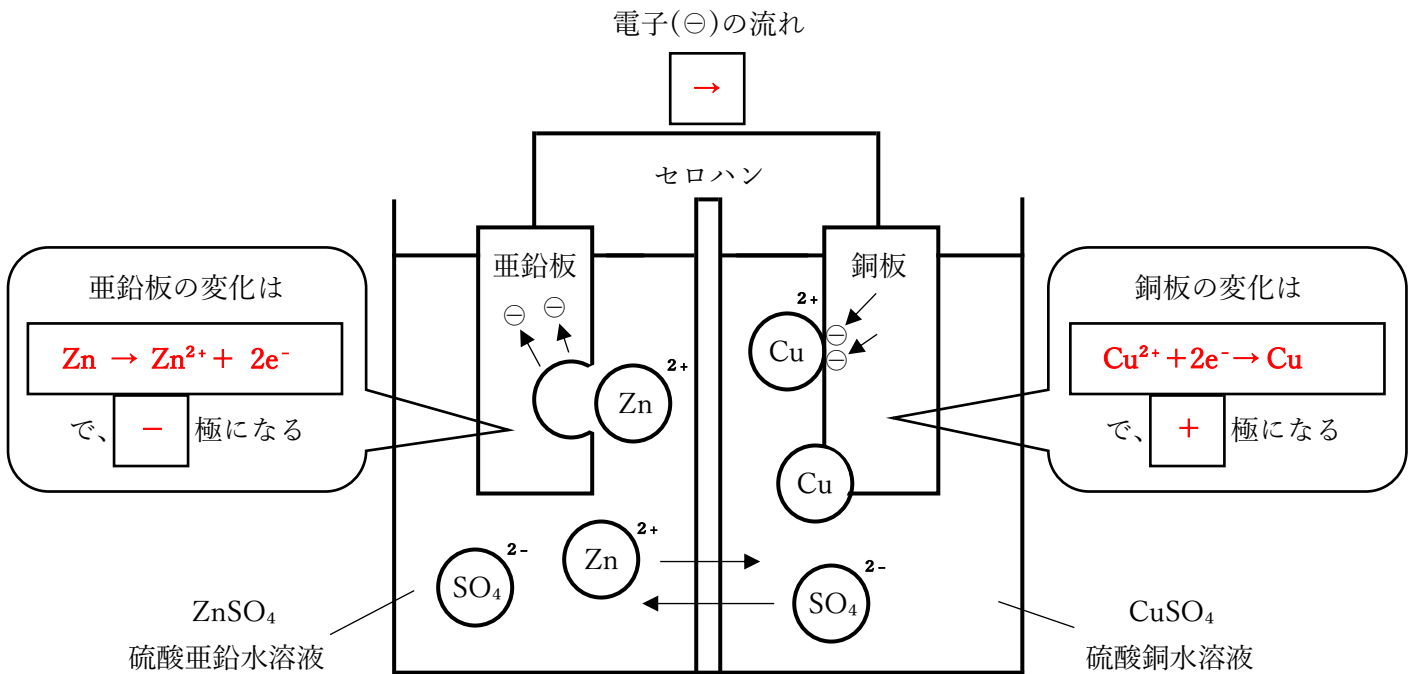 電子(⊖)の流れ
→
セロハン
亜鉛板の変化は
Zn → Zn²⁺ + 2e⁻
で、 － 極になる
亜鉛板
⊖ ⊖
Zn 2+
Zn 2+
SO₄ 2-
ZnSO₄
硫酸亜鉛水溶液
銅板
2+
Cu
⊖
⊖
Cu
SO₄ 2-
銅板の変化は
Cu²⁺+2e⁻→ Cu
で、 ＋ 極になる
CuSO₄
硫酸銅水溶液